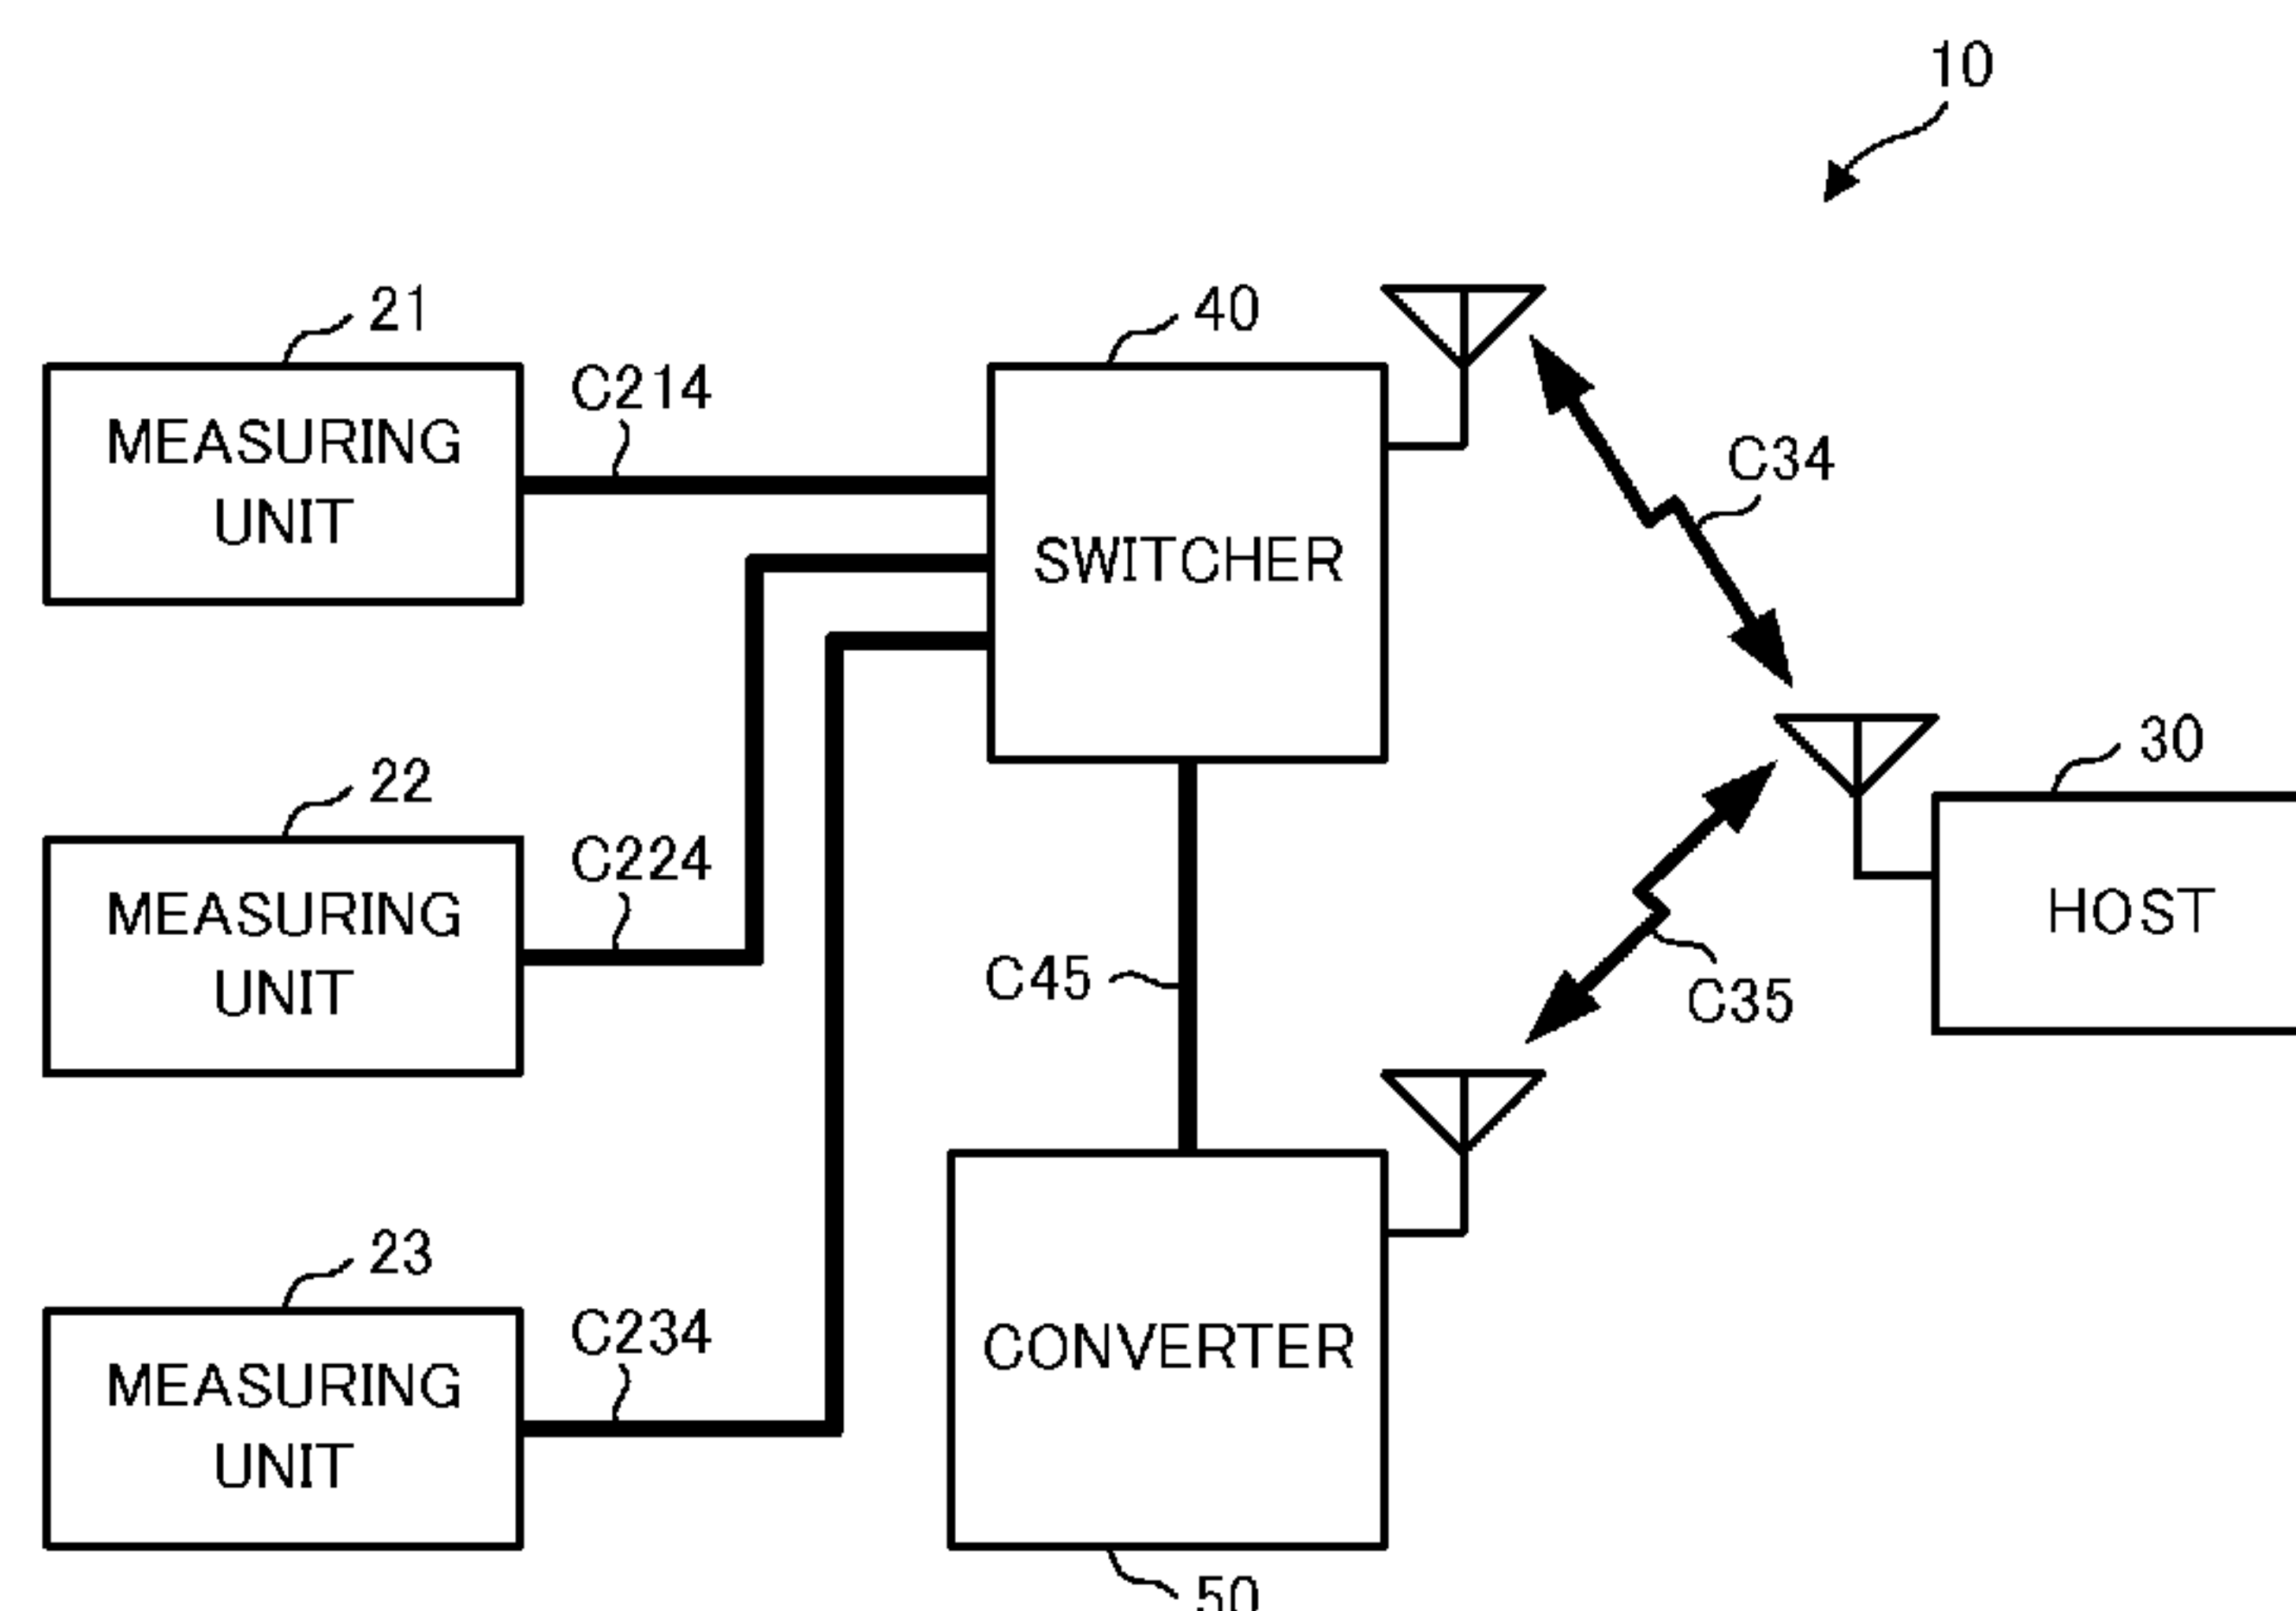 10
21
MEASURING
UNIT
C214
40
SWITCHER
C34
22
MEASURING
UNIT
C224
C45
30
HOST
C35
23
MEASURING
UNIT
C234
CONVERTER
50